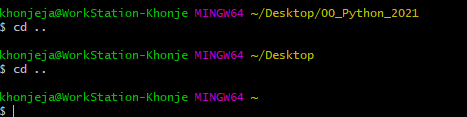 khonjeja@WorkStation-Khonje MINGW64 ~/Desktop/00_Python_2021
$ cd ..
khonjeja@WorkStation-Khonje MINGW64 ~/Desktop
$ cd ..
khonjeja@WorkStation-Khonje MINGW64 ~
$